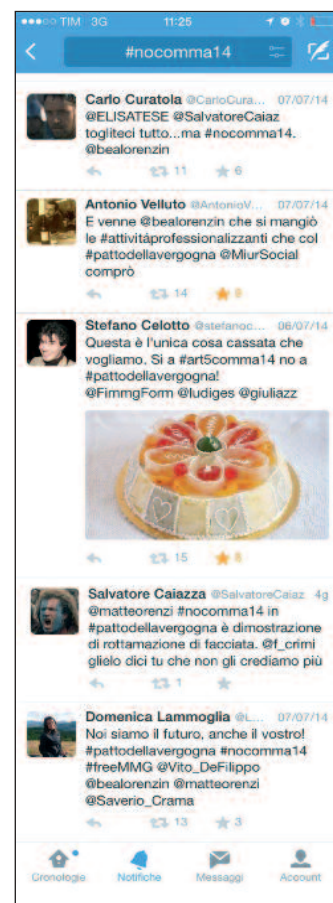 TIM 3G 11:25
#nocomma14
Carlo Curatola @CarloCura... 07/07/14
@ELISATESE @SalvatoreCaiaz
togliteci tutto...ma #nocomma14.
@bealorenzin
11 6
Antonio Velluto @AntonioV... 07/07/14
E venne @bealorenzin che si mangiò
le #attivitáprofessionalizzanti che col
#pattodellavergogna @MiurSocial
comprò
14 8
Stefano Celotto @stefanoc... 06/07/14
Questa è l'unica cosa cassata che
vogliamo. Si a #art5comma14 no a
#pattodellavergogna!
@FimmgForm @ludiges @giuliazz
15 8
Salvatore Caiazza @SalvatoreCaiaz 4g
@matteorenzi #nocomma14 in
#pattodellavergogna è dimostrazione
di rottamazione di facciata. @f_crimi
glielo dici tu che non gli crediamo più
1
Domenica Lammoglia @L... 07/07/14
Noi siamo il futuro, anche il vostro!
#pattodellavergogna #nocomma14
#freeMMG @Vito_DeFilippo
@bealorenzin @matteorenzi
@Saverio_Crama
13 3
Cronologie Notifiche Messaggi Account